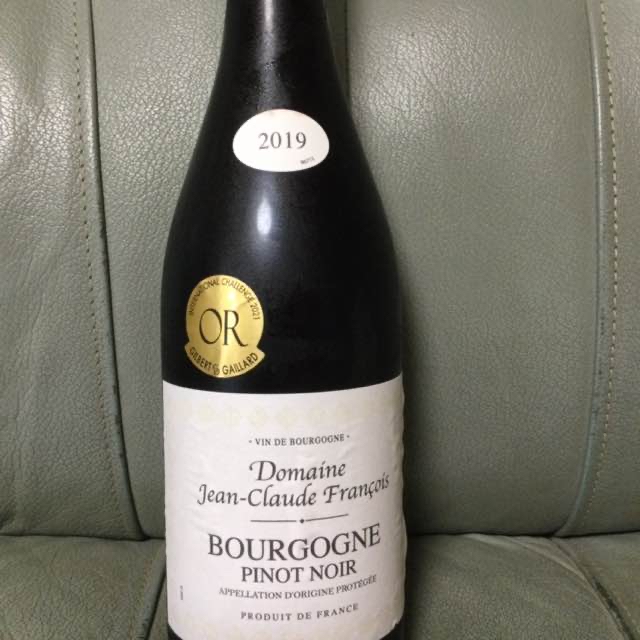 2019
INTERNATIONAL CHALLENGE 2021
OR
GILBERT & GAILLARD
• VIN DE BOURGOGNE •
Domaine
Jean-Claude François
BOURGOGNE
PINOT NOIR
APPELLATION D'ORIGINE PROTÉGÉE
PRODUIT DE FRANCE